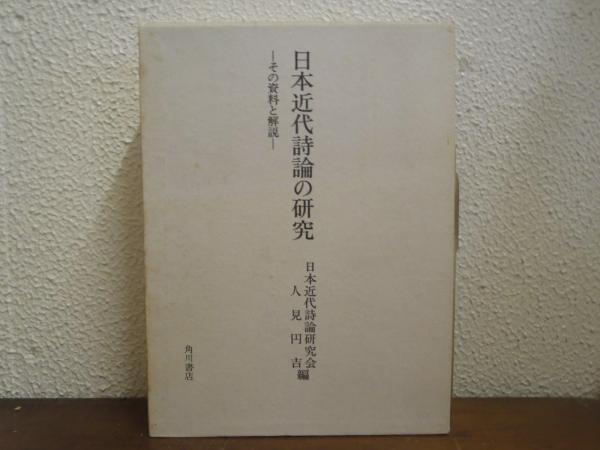 日本近代詩論の研究
―その資料と解説―
日本近代詩論研究会
人見円吉編
角川書店